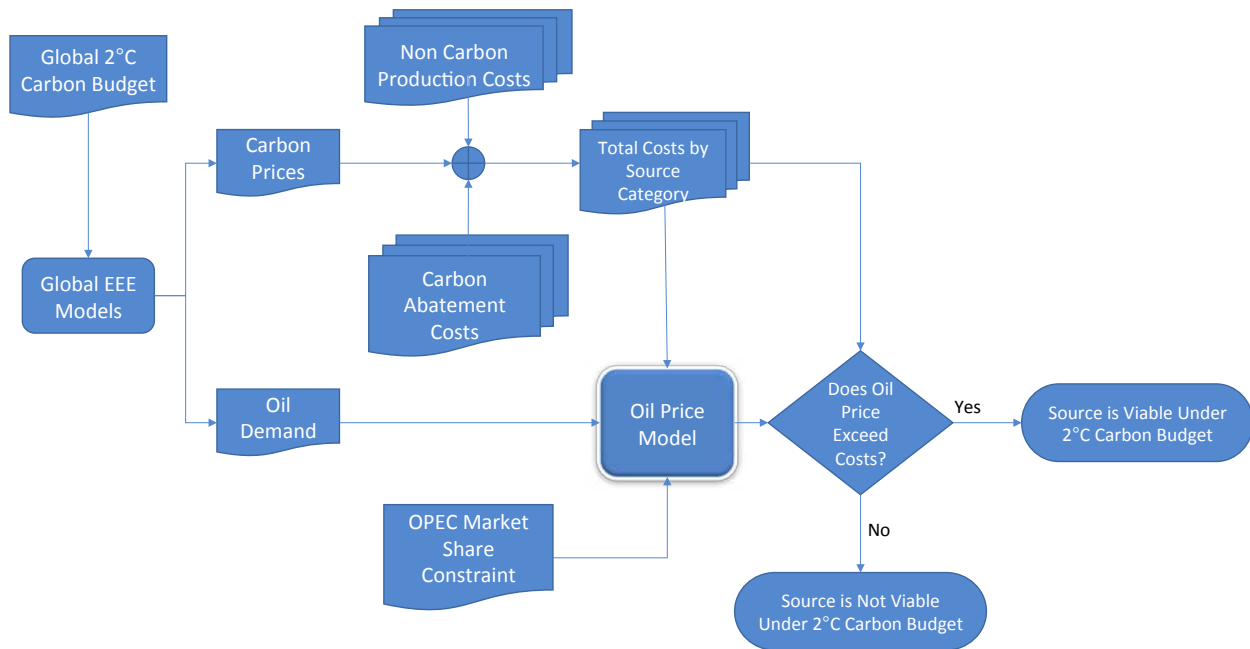 Global 2°C
Carbon Budget
Non Carbon
Production Costs
Carbon
Prices
Total Costs by
Source
Category
Global EEE
Models
Carbon
Abatement
Costs
Oil
Demand
Oil Price
Model
Does Oil
Price
Exceed
Costs?
Yes
Source is Viable Under
2°C Carbon Budget
OPEC Market
Share
Constraint
No
Source is Not Viable
Under 2°C Carbon Budget